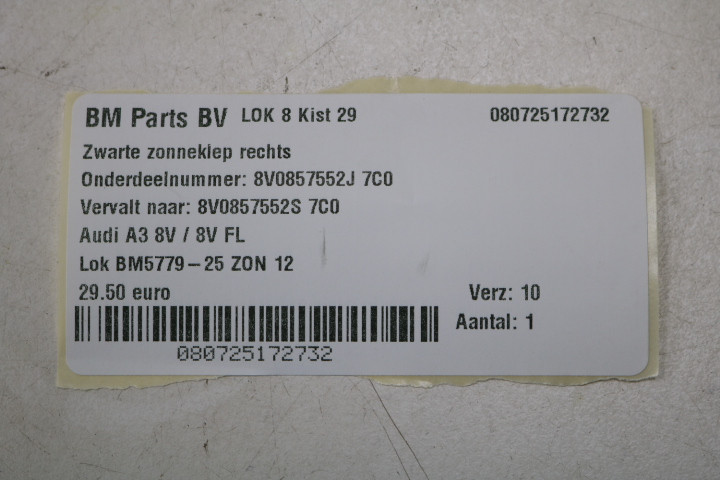 BM Parts BV LOK 8 Kist 29 080725172732
Zwarte zonneklep rechts
Onderdeelnummer: 8V0857552J 7C0
Vervalt naar: 8V0857552S 7C0
Audi A3 8V / 8V FL
Lok BM5779-25 ZON 12
29.50 euro Verz: 10
Aantal: 1
080725172732